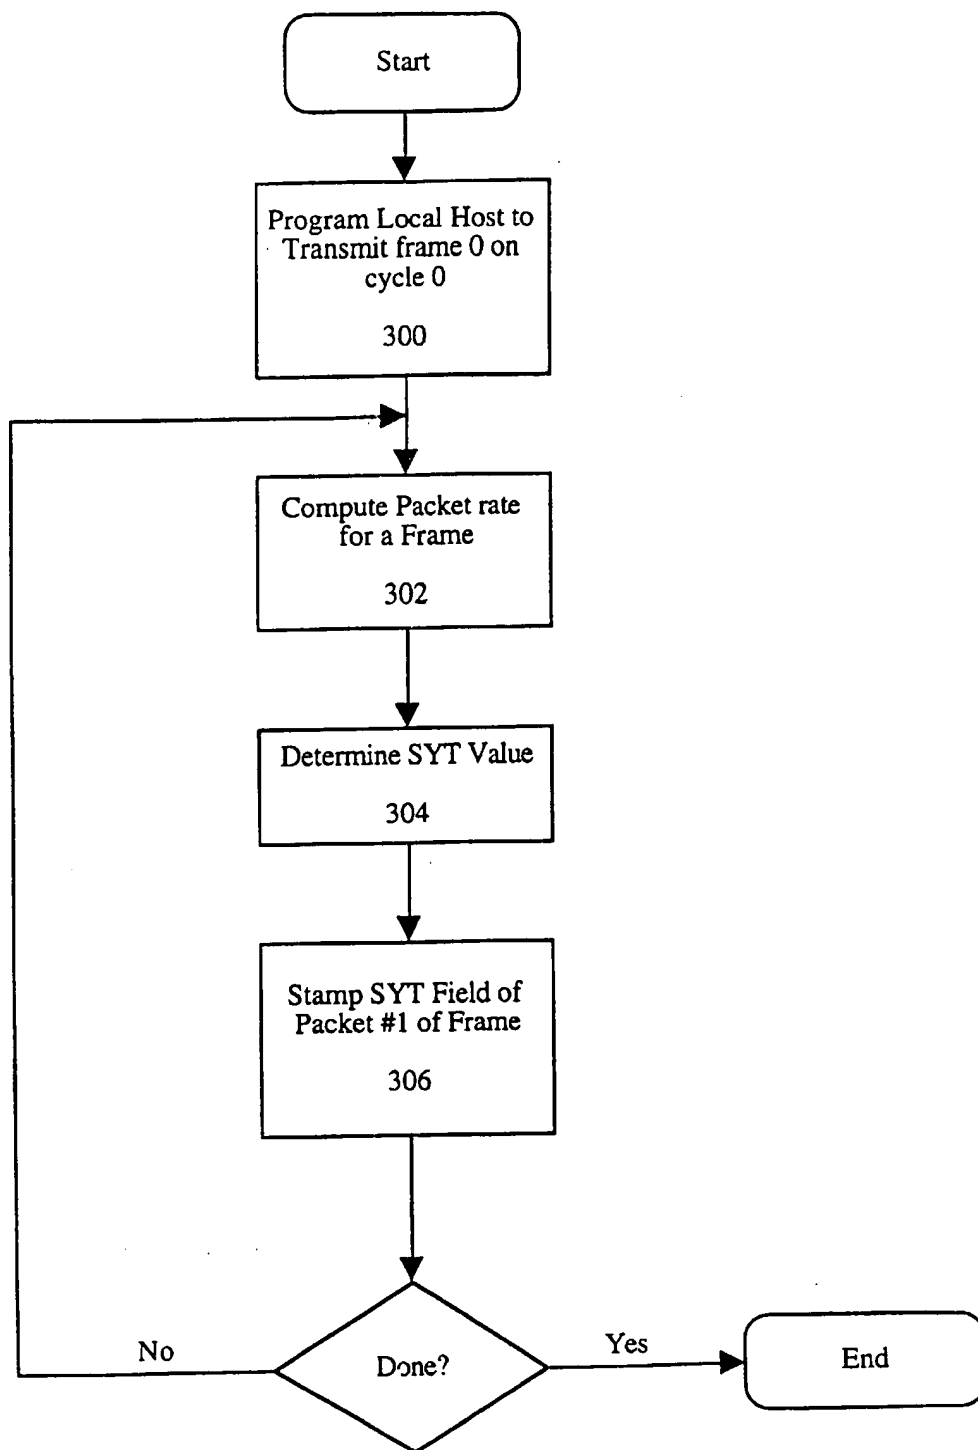 Start
Program Local Host to
Transmit frame 0 on
cycle 0
300
Compute Packet rate
for a Frame
302
Determine SYT Value
304
Stamp SYT Field of
Packet #1 of Frame
306
No
Done?
Yes
End